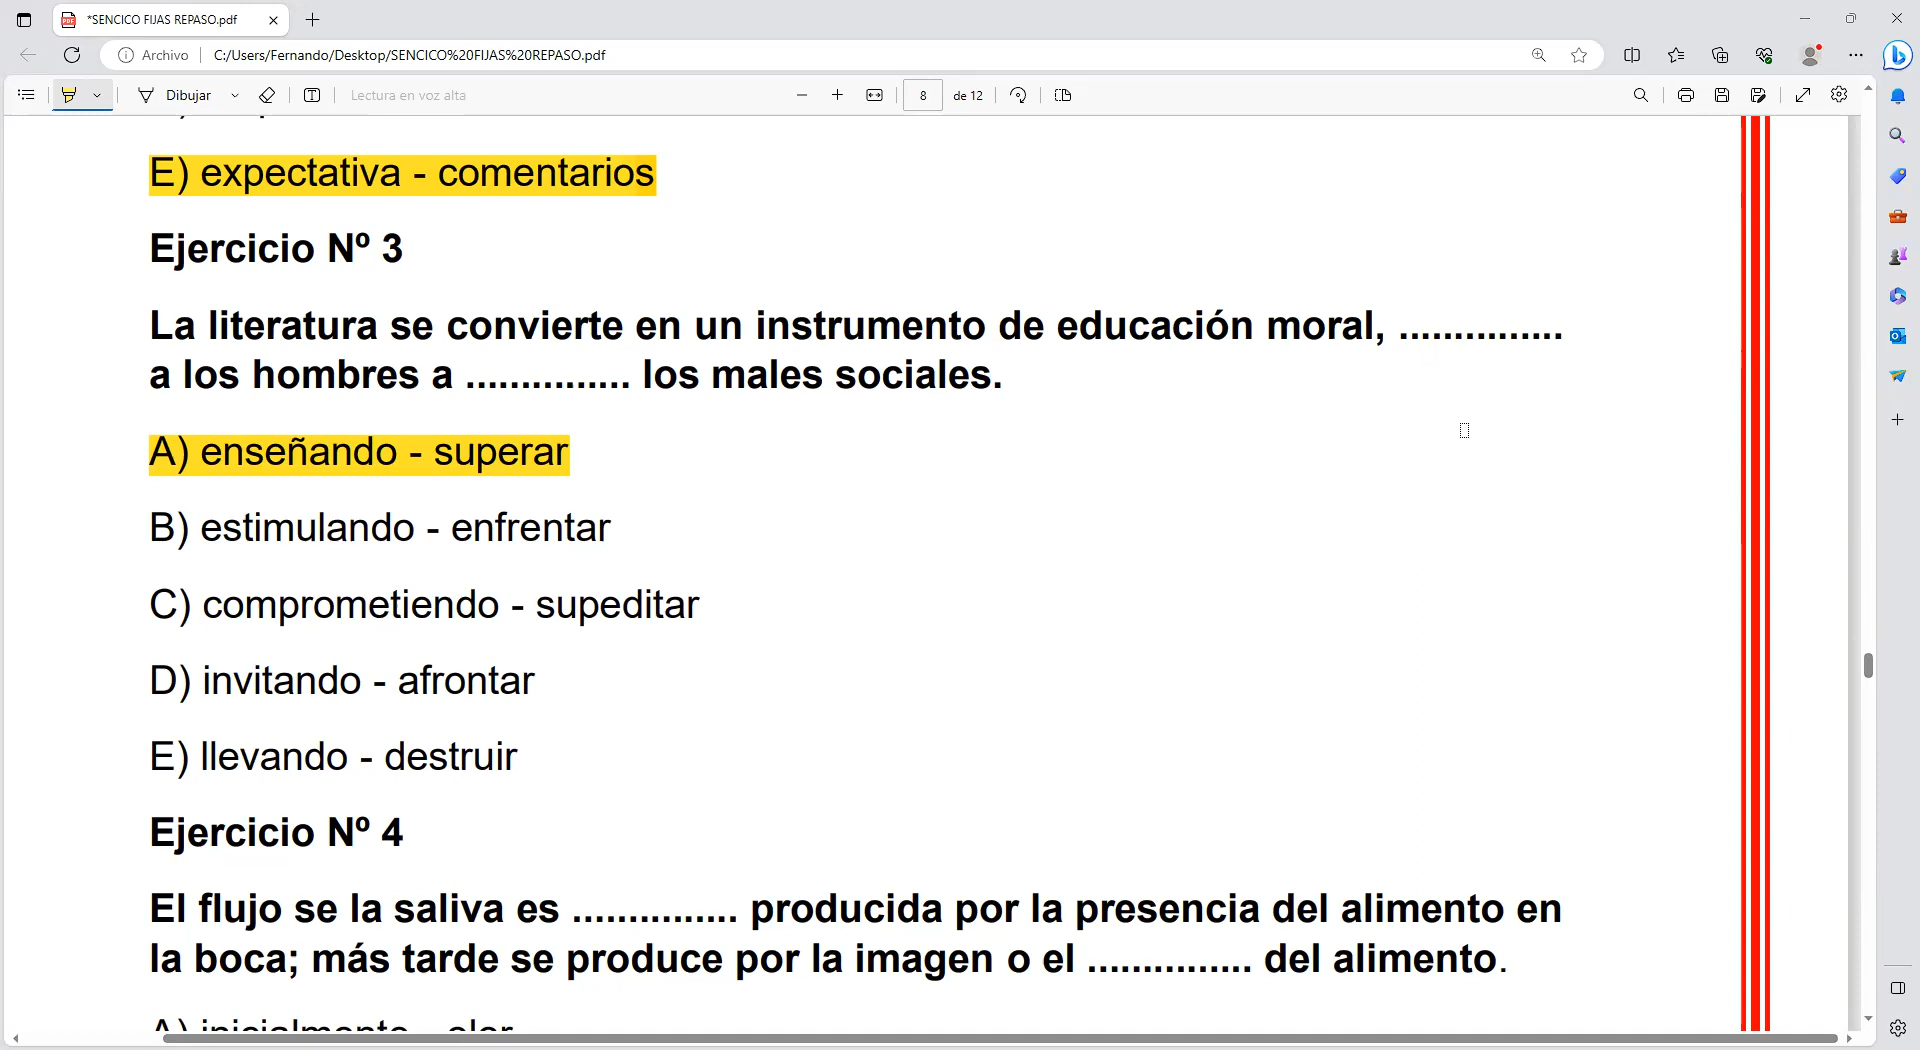 *SENCICO FIJAS REPASO.pdf
Archivo
C:/Users/Fernando/Desktop/SENCICO%20FIJAS%20REPASO.pdf
Dibujar
Lectura en voz alta
8
de 12
E) expectativa - comentarios
Ejercicio Nº 3
La literatura se convierte en un instrumento de educación moral, ...............
a los hombres a ............... los males sociales.
A) enseñando - superar
B) estimulando - enfrentar
C) comprometiendo - supeditar
D) invitando - afrontar
E) llevando - destruir
Ejercicio Nº 4
El flujo se la saliva es ............... producida por la presencia del alimento en
la boca; más tarde se produce por la imagen o el ............... del alimento.
A) inicialmente - olor